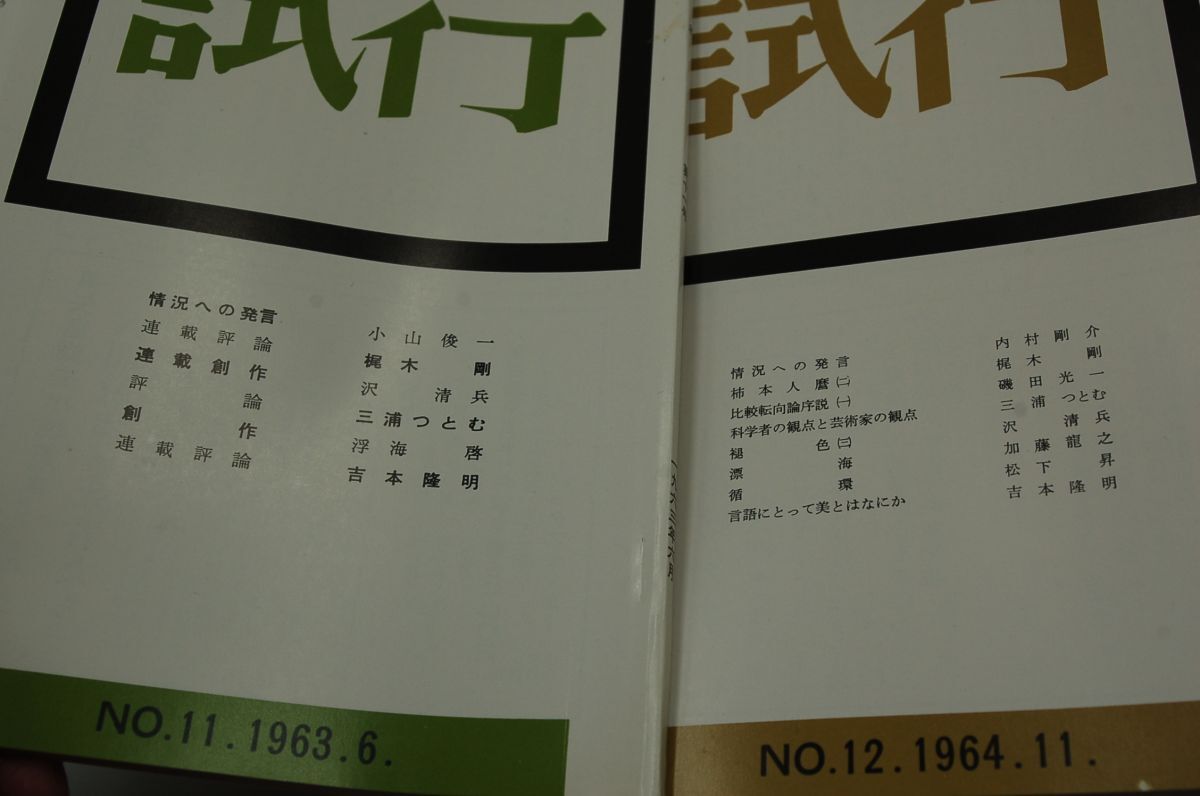 試行
情況への発言
連載評論 小山俊一
連載創作 梶木剛
評論 沢清兵
創作 三浦つとむ
連載評論 浮海啓
吉本隆明
NO.11.1963.6.
試行
情況への発言 内村剛介
柿本人麿㈡ 梶木剛
比較転向論序説㈠ 磯田光一
科学者の観点と芸術家の観点 三浦つとむ
褪色㈢ 沢清兵
漂海 加藤龍之
循環 松下昇
言語にとって美とはなにか 吉本隆明
NO.12.1964.11.